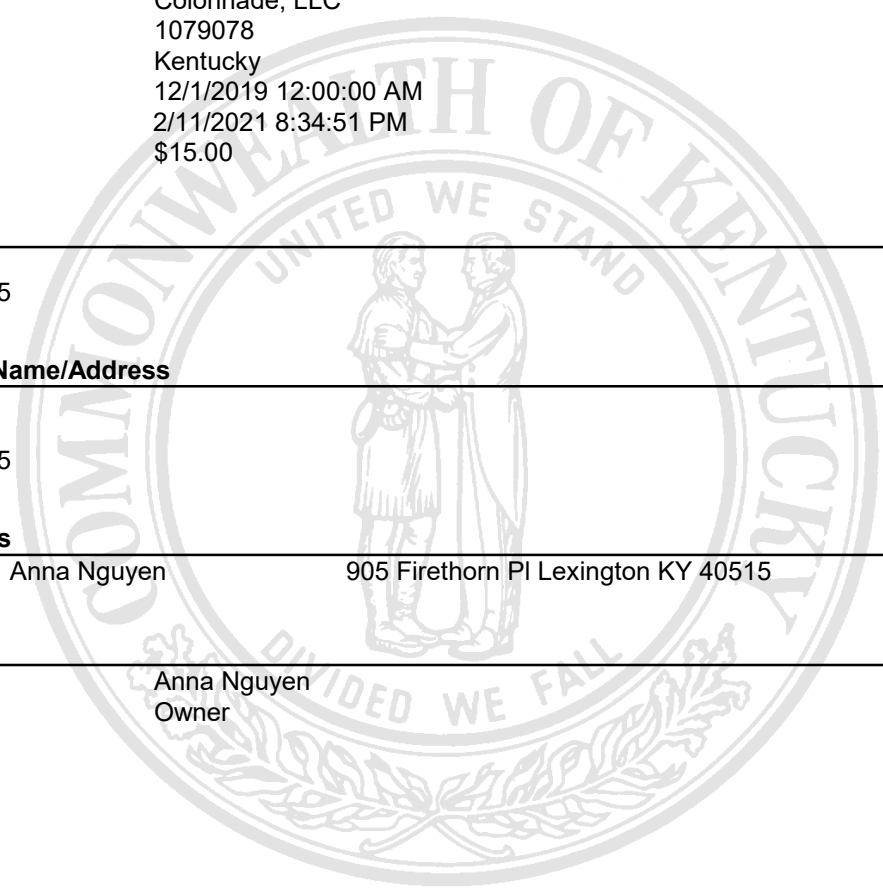 Colonnade, LLC
1079078
Kentucky
12/1/2019 12:00:00 AM
2/11/2021 8:34:51 PM
$15.00
5
Name/Address
5
s
Anna Nguyen 905 Firethorn Pl Lexington KY 40515
Anna Nguyen
Owner
COMMONWEALTH OF KENTUCKY
UNITED WE STAND
DIVIDED WE FALL